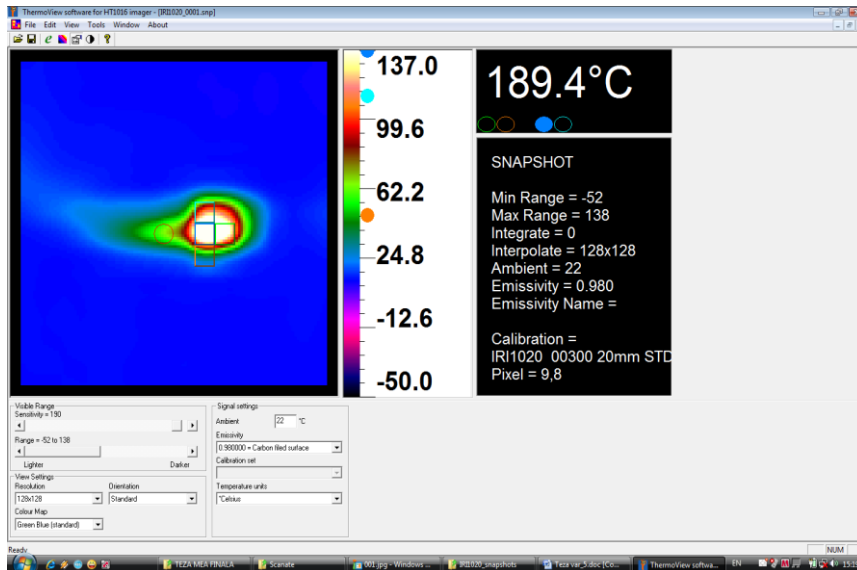 ThermoView software for HT1016 imager - [IRI1020_0001.snp]
File Edit View Tools Window About
137.0
99.6
62.2
24.8
-12.6
-50.0
189.4°C
SNAPSHOT
Min Range = -52
Max Range = 138
Integrate = 0
Interpolate = 128x128
Ambient = 22
Emissivity = 0.980
Emissivity Name =
Calibration =
IRI1020 00300 20mm STD
Pixel = 9,8
Visible Range
Sensitivity = 190
Range = -52 to 138
Lighter Darker
View Settings
Resolution Orientation
128x128 Standard
Colour Map
Green Blue (standard)
Signal settings
Ambient 22 °C
Emissivity
0.980000 = Carbon filed surface
Calibration set
Temperature units
°Celsius
Ready
NUM
TEZA MEA FINALA
Scanate
001.jpg - Windows ...
IRI1020_snapshots
Teza var_5.doc [Co...
ThermoView softwa...
EN